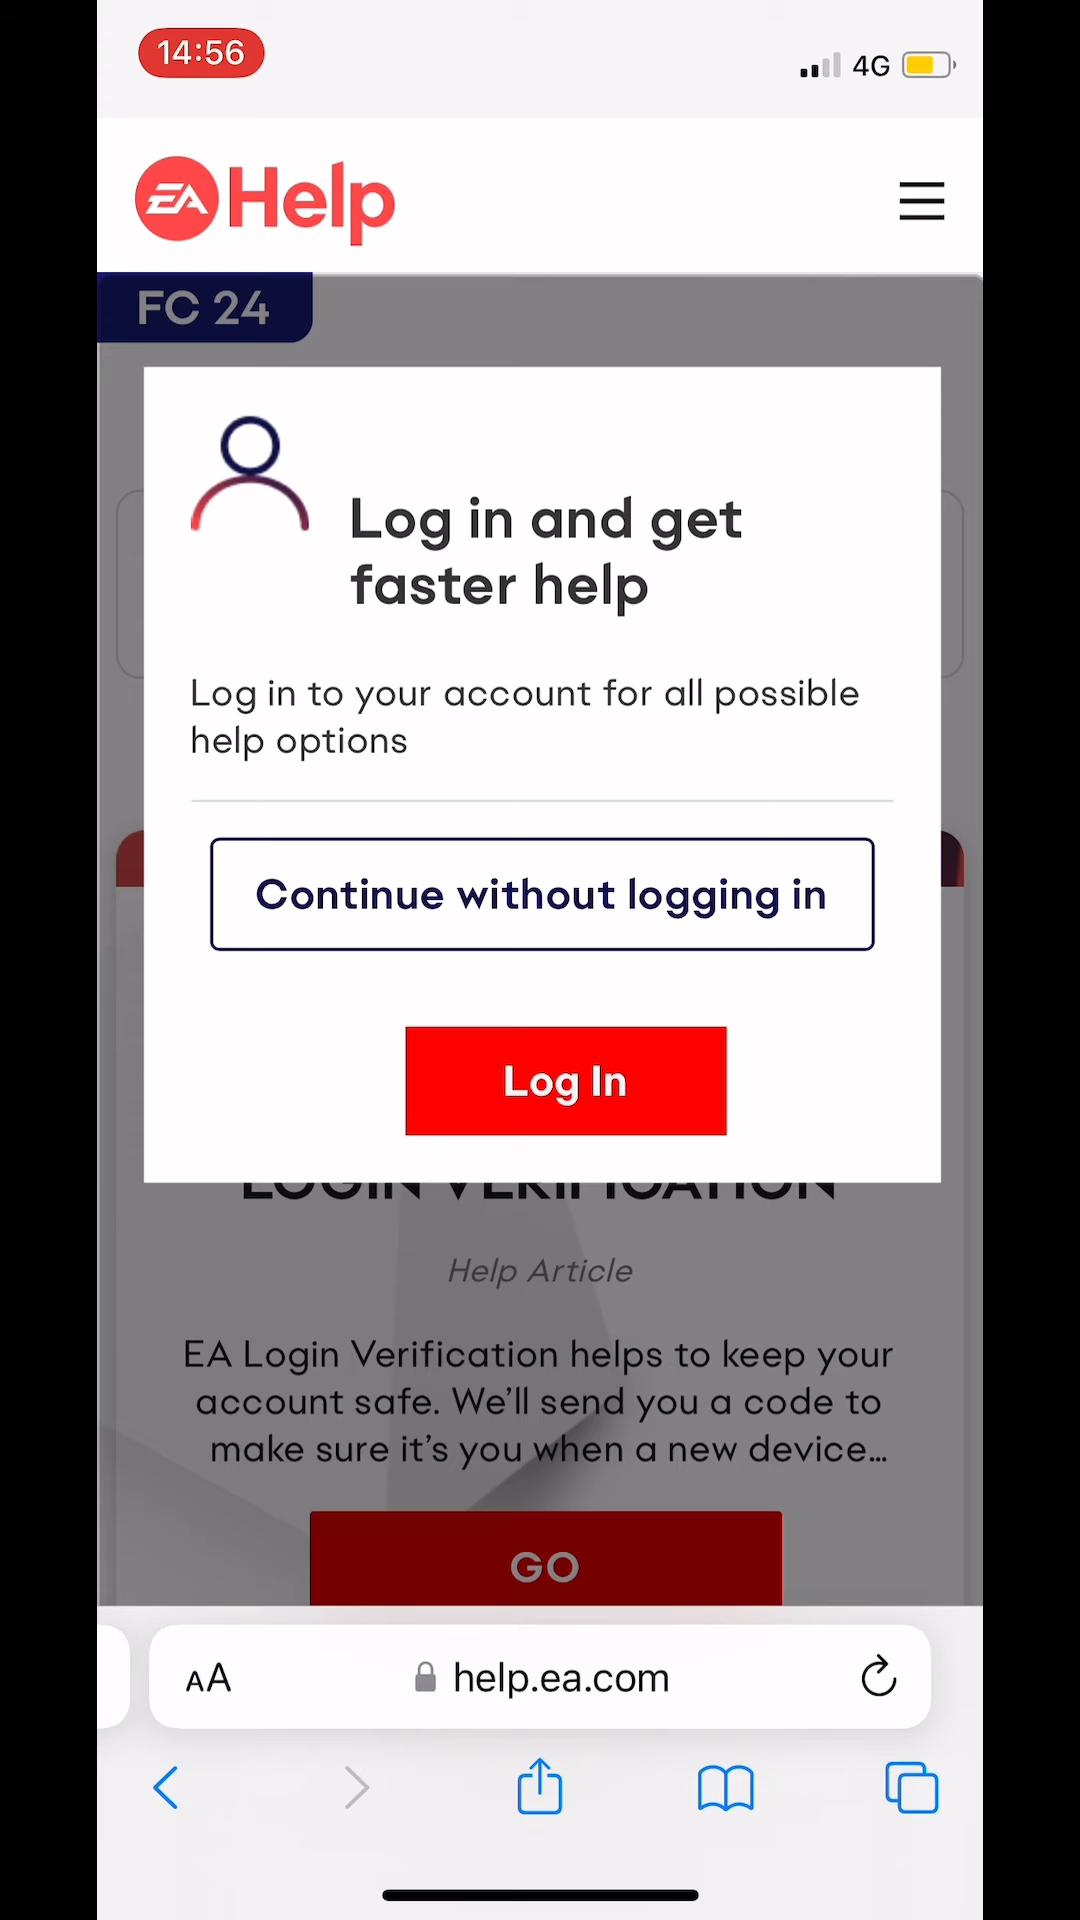 14:56
4G
EA Help
FC 24
Log in and get
faster help
Log in to your account for all possible
help options
Continue without logging in
Log In
LOGIN VERIFICATION
Help Article
EA Login Verification helps to keep your
account safe. We'll send you a code to
make sure it's you when a new device...
GO
AA
help.ea.com